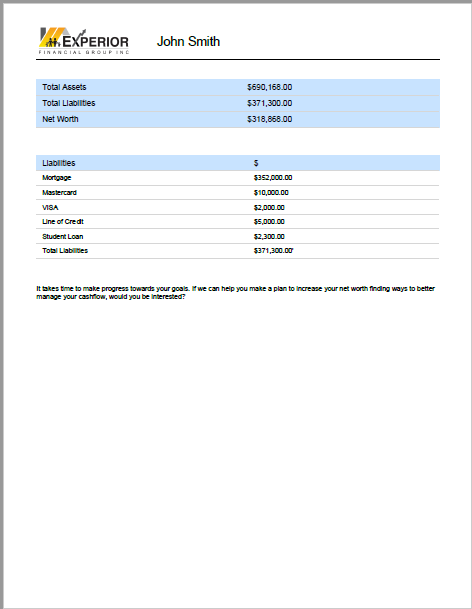 EXPERIOR
FINANCIAL GROUP INC
John Smith
Total Assets $690,168.00
Total Liabilities $371,300.00
Net Worth $318,868.00
Liabilities $
Mortgage $352,000.00
Mastercard $10,000.00
VISA $2,000.00
Line of Credit $5,000.00
Student Loan $2,300.00
Total Liabilities $371,300.00'
It takes time to make progress towards your goals. If we can help you make a plan to increase your net worth finding ways to better
manage your cashflow, would you be interested?